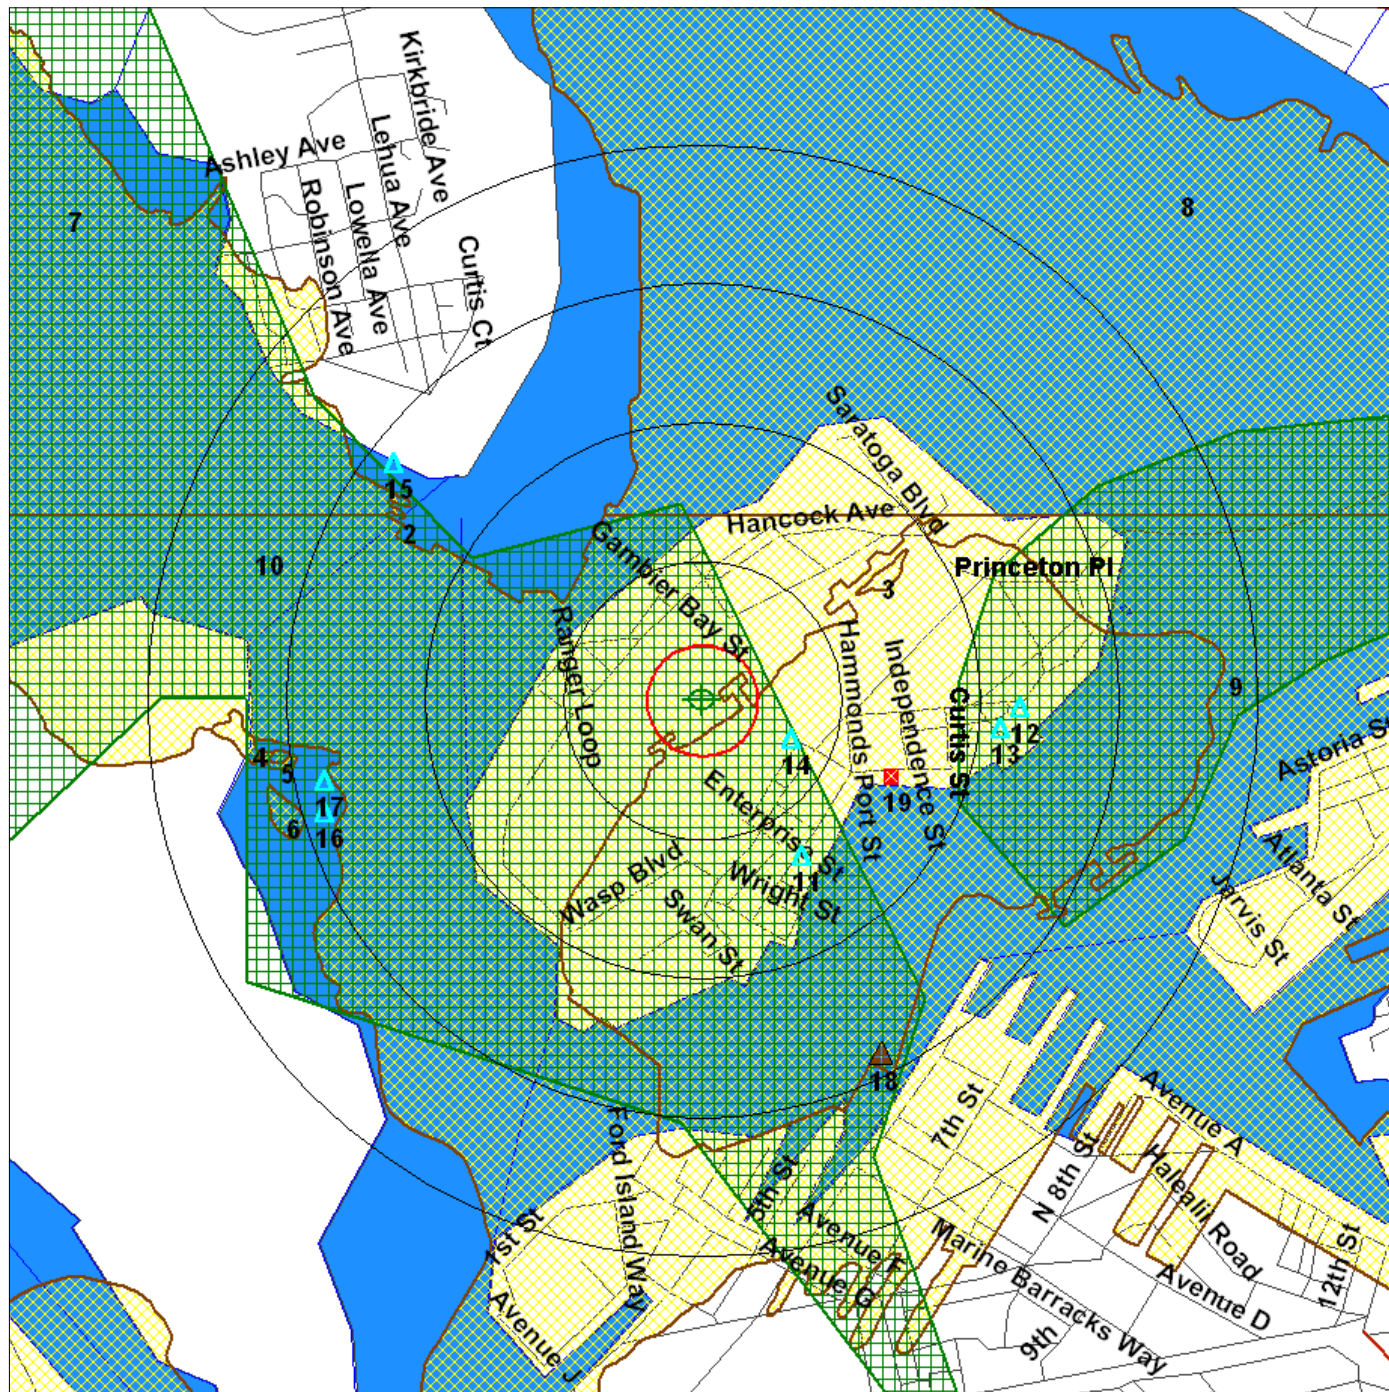 Kirkbride Ave
Ashley Ave
Lehua Ave
Robinson Ave
Lowella Ave
Curtis Ct
7
8
Saratoga Blvd
15
2
Hancock Ave
Gambier Bay St
10
Princeton Pl
3
Ranger Loop
Hammonds Port St
Independence St
Curtis St
9
12
13
14
4
5
17
16
6
19
Astoria S
Enterprise St
11
Wright St
Wasp Blvd
Swan St
Atlanta St
Jarvis St
18
7th St
Avenue A
N 8th St
Halealii Road
Ford Island Way
6th St
1st St
Avenue F
Avenue G
Marine Barracks Way
Avenue D
12th St
9th
Avenue J